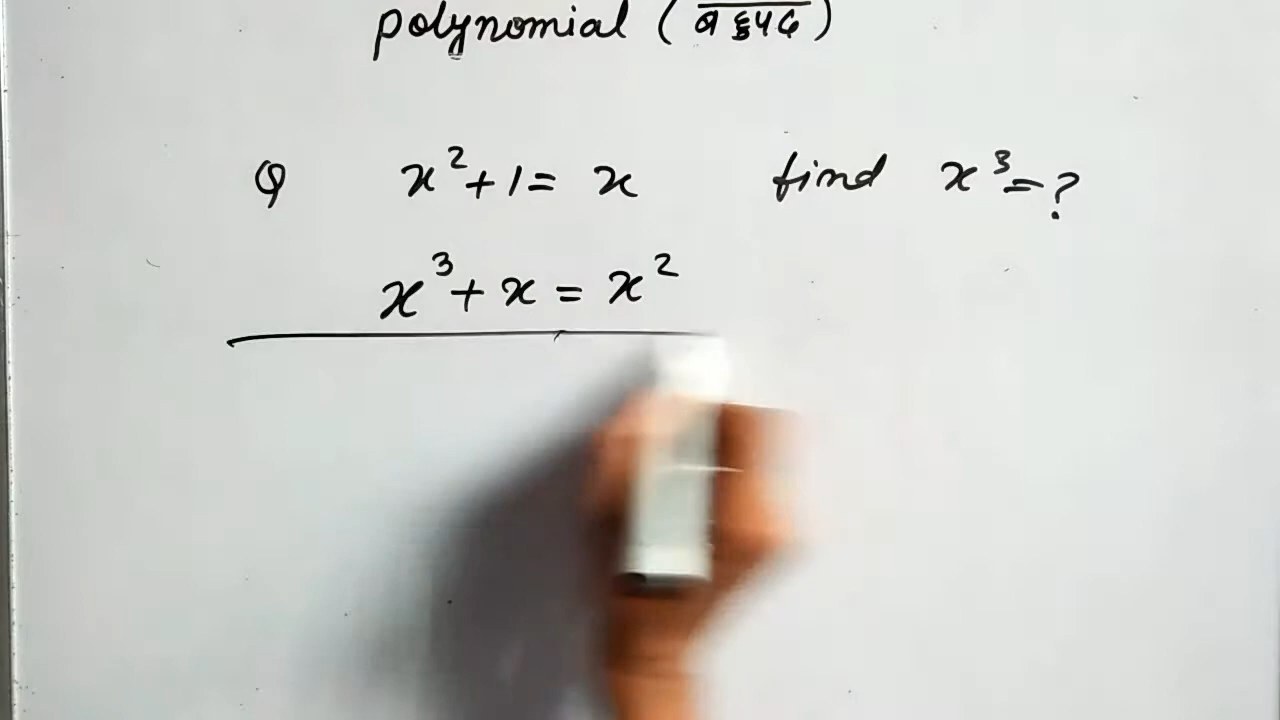 polynomial (बहुपद)
Q x²+1= x find x³=?
x³+x = x²